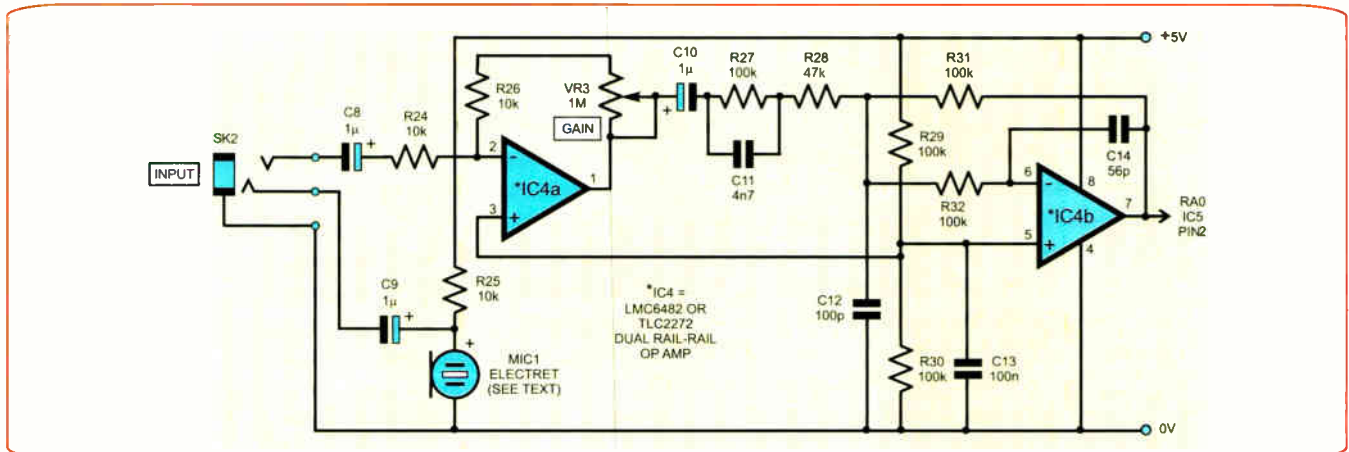 INPUT
SK2
C8
1µ
+
R24
10k
C9
1µ
+
R26
10k
VR3
1M
GAIN
2
-
*IC4a
3
+
1
R25
10k
+
MIC1
ELECTRET
(SEE TEXT)
C10
1µ
+
R27
100k
R28
47k
C11
4n7
*IC4 =
LMC6482 OR
TLC2272
DUAL RAIL-RAIL
OP AMP
C12
100p
R29
100k
R31
100k
R32
100k
C14
56p
6
-
*IC4b
5
+
8
7
4
R30
100k
C13
100n
+5V
RA0
IC5
PIN2
0V